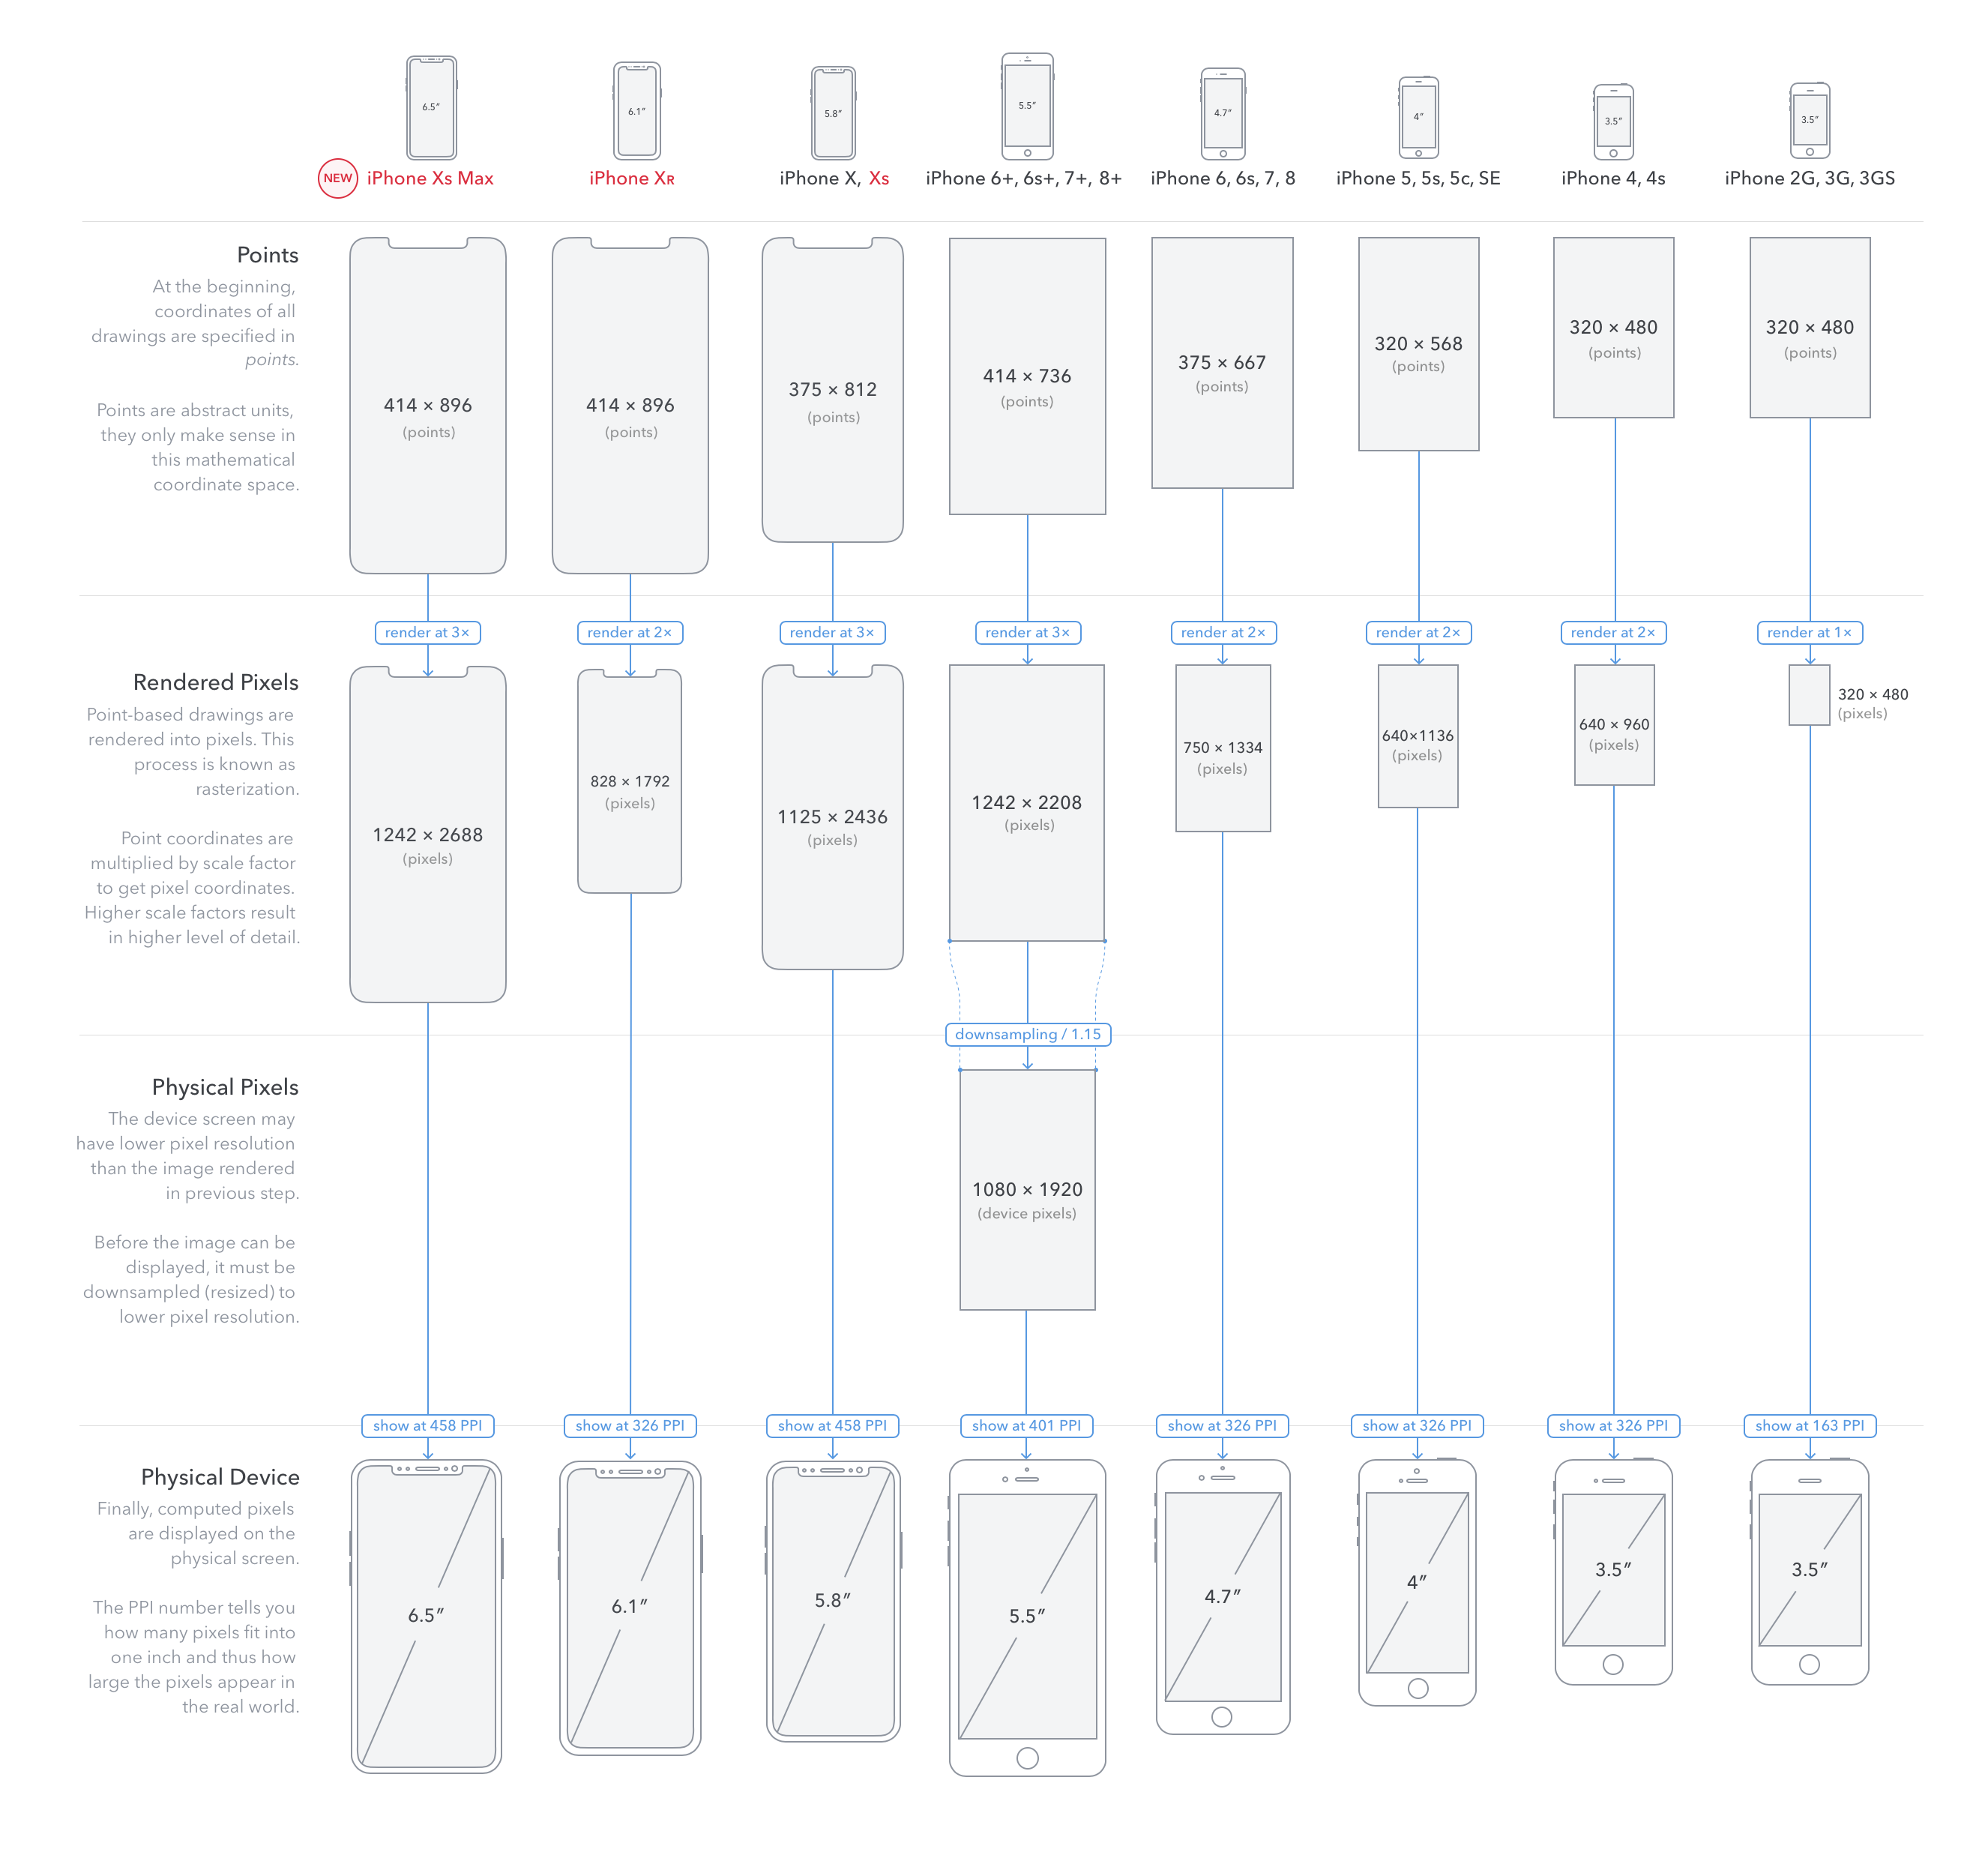 6.5″
6.1″
5.8″
5.5″
4.7″
4″
3.5″
3.5″
NEW
iPhone Xs Max
iPhone XR
iPhone X, Xs
iPhone 6+, 6s+, 7+, 8+
iPhone 6, 6s, 7, 8
iPhone 5, 5s, 5c, SE
iPhone 4, 4s
iPhone 2G, 3G, 3GS
Points
At the beginning,
coordinates of all
drawings are specified in
points.
Points are abstract units,
they only make sense in
this mathematical
coordinate space.
414 × 896
(points)
414 × 896
(points)
375 × 812
(points)
414 × 736
(points)
375 × 667
(points)
320 × 568
(points)
320 × 480
(points)
320 × 480
(points)
render at 3×
render at 2×
render at 3×
render at 3×
render at 2×
render at 2×
render at 2×
render at 1×
Rendered Pixels
Point-based drawings are
rendered into pixels. This
process is known as
rasterization.
Point coordinates are
multiplied by scale factor
to get pixel coordinates.
Higher scale factors result
in higher level of detail.
1242 × 2688
(pixels)
828 × 1792
(pixels)
1125 × 2436
(pixels)
1242 × 2208
(pixels)
750 × 1334
(pixels)
640×1136
(pixels)
640 × 960
(pixels)
320 × 480
(pixels)
downsampling / 1.15
Physical Pixels
The device screen may
have lower pixel resolution
than the image rendered
in previous step.
Before the image can be
displayed, it must be
downsampled (resized) to
lower pixel resolution.
1080 × 1920
(device pixels)
show at 458 PPI
show at 326 PPI
show at 458 PPI
show at 401 PPI
show at 326 PPI
show at 326 PPI
show at 326 PPI
show at 163 PPI
Physical Device
Finally, computed pixels
are displayed on the
physical screen.
The PPI number tells you
how many pixels fit into
one inch and thus how
large the pixels appear in
the real world.
6.5″
6.1″
5.8″
5.5″
4.7″
4″
3.5″
3.5″